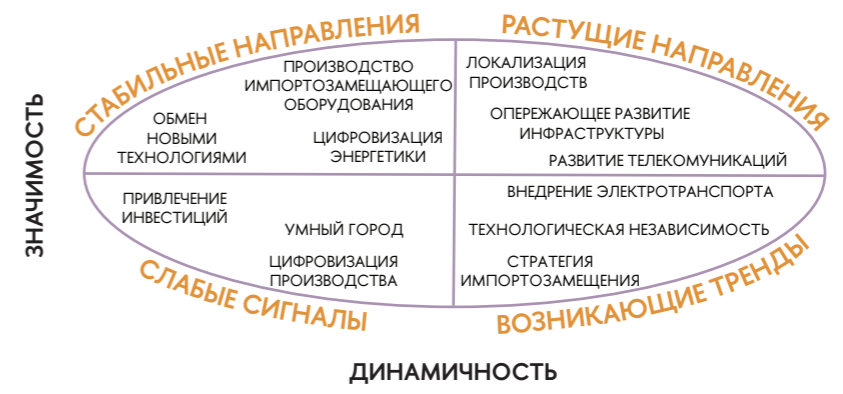 СТАБИЛЬНЫЕ НАПРАВЛЕНИЯ
РАСТУЩИЕ НАПРАВЛЕНИЯ
ЗНАЧИМОСТЬ
ПРОИЗВОДСТВО
ИМПОРТОЗАМЕЩАЮЩЕГО
ОБОРУДОВАНИЯ
ОБМЕН
НОВЫМИ
ТЕХНОЛОГИЯМИ
ЦИФРОВИЗАЦИЯ
ЭНЕРГЕТИКИ
ЛОКАЛИЗАЦИЯ
ПРОИЗВОДСТВ
ОПЕРЕЖАЮЩЕЕ РАЗВИТИЕ
ИНФРАСТРУКТУРЫ
РАЗВИТИЕ ТЕЛЕКОМУНИКАЦИЙ
ПРИВЛЕЧЕНИЕ
ИНВЕСТИЦИЙ
УМНЫЙ ГОРОД
ЦИФРОВИЗАЦИЯ
ПРОИЗВОДСТВА
ВНЕДРЕНИЕ ЭЛЕКТРОТРАНСПОРТА
ТЕХНОЛОГИЧЕСКАЯ НЕЗАВИСИМОСТЬ
СТРАТЕГИЯ
ИМПОРТОЗАМЕЩЕНИЯ
СЛАБЫЕ СИГНАЛЫ
ВОЗНИКАЮЩИЕ ТРЕНДЫ
ДИНАМИЧНОСТЬ